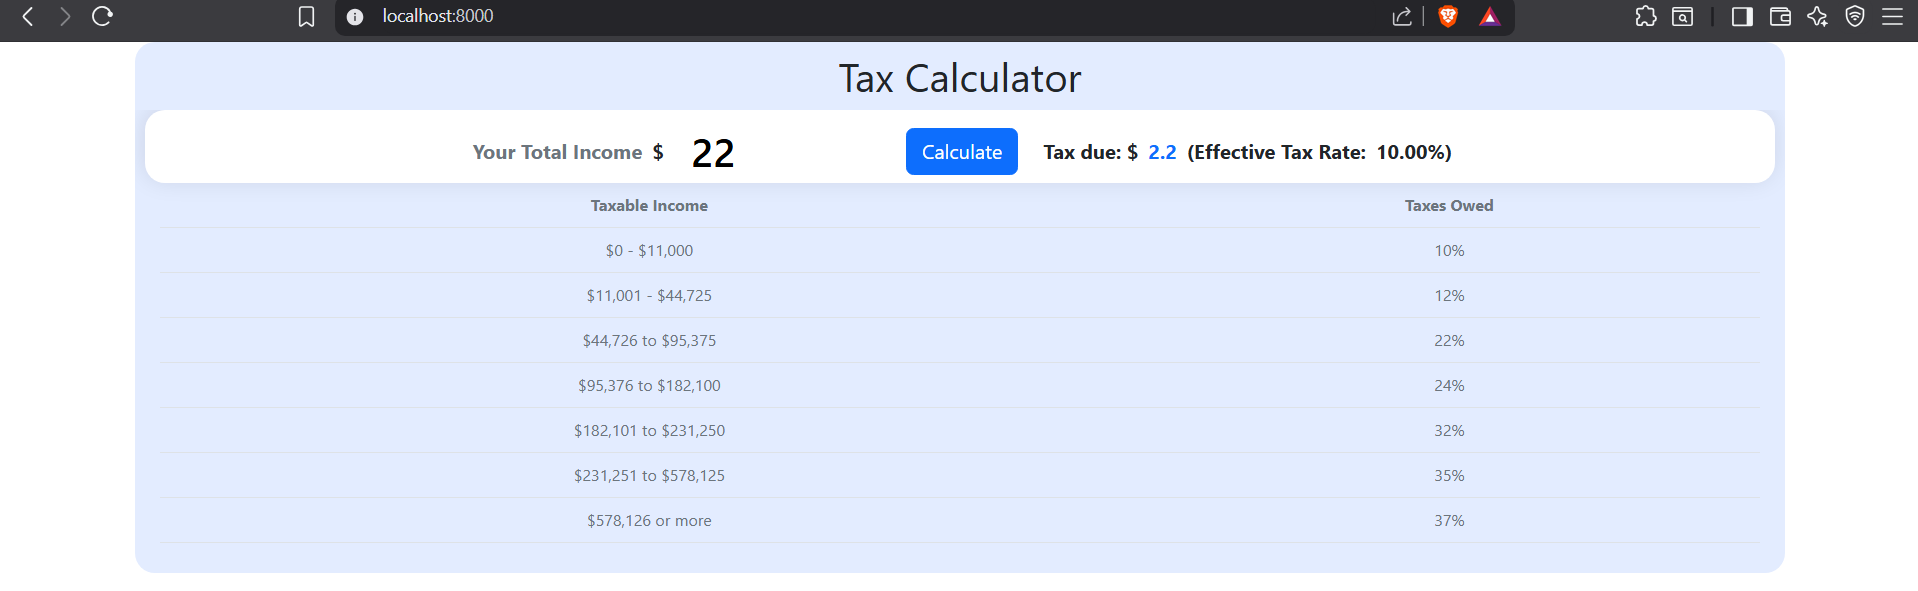 localhost:8000
Tax Calculator
Your Total Income $ 22 Calculate Tax due: $ 2.2 (Effective Tax Rate: 10.00%)
Taxable Income Taxes Owed
$0 - $11,000 10%
$11,001 - $44,725 12%
$44,726 to $95,375 22%
$95,376 to $182,100 24%
$182,101 to $231,250 32%
$231,251 to $578,125 35%
$578,126 or more 37%